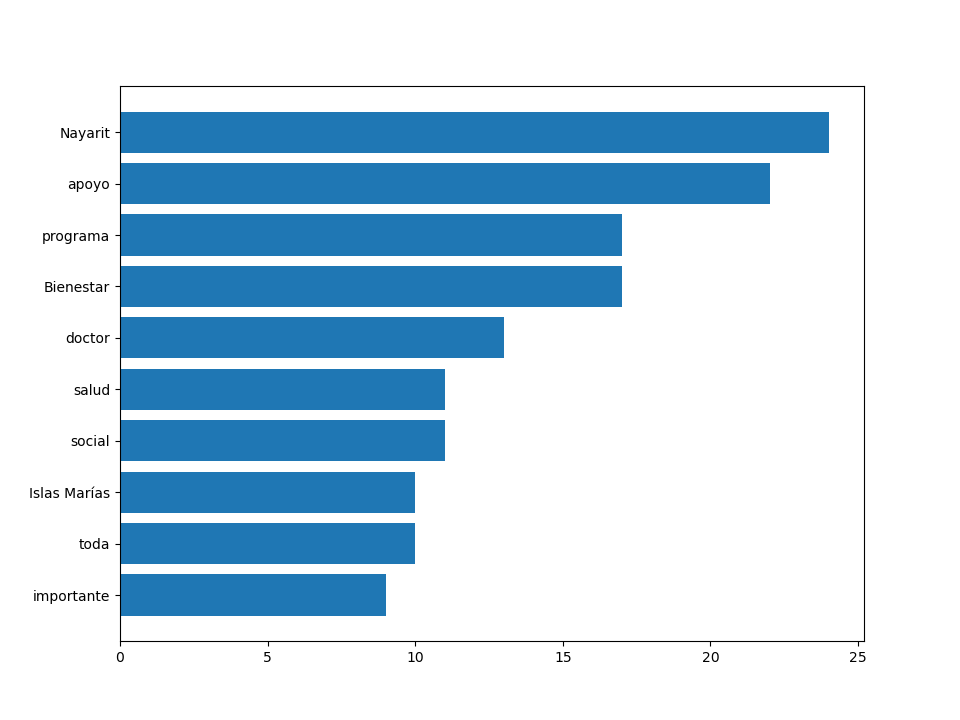 Nayarit
apoyo
programa
Bienestar
doctor
salud
social
Islas Marías
toda
importante
0 5 10 15 20 25